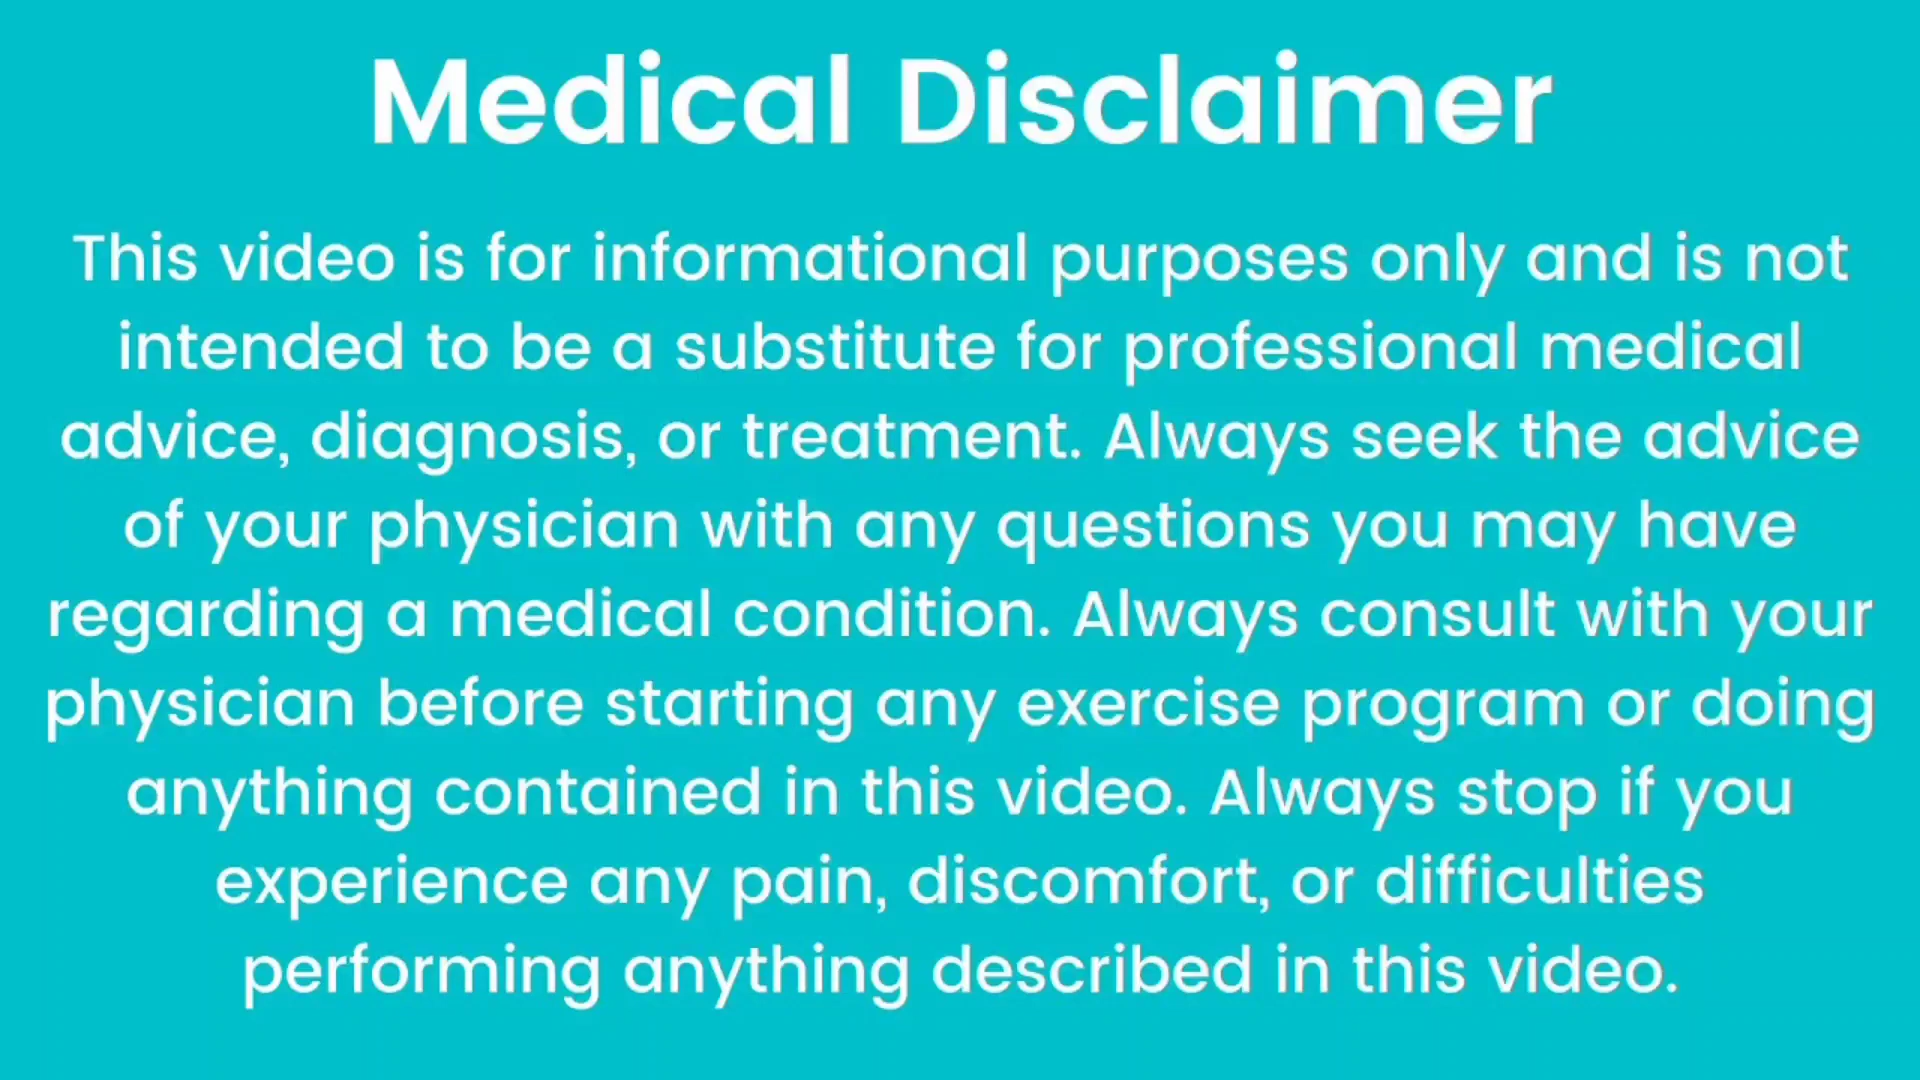 Medical Disclaimer
This video is for informational purposes only and is not
intended to be a substitute for professional medical
advice, diagnosis, or treatment. Always seek the advice
of your physician with any questions you may have
regarding a medical condition. Always consult with your
physician before starting any exercise program or doing
anything contained in this video. Always stop if you
experience any pain, discomfort, or difficulties
performing anything described in this video.